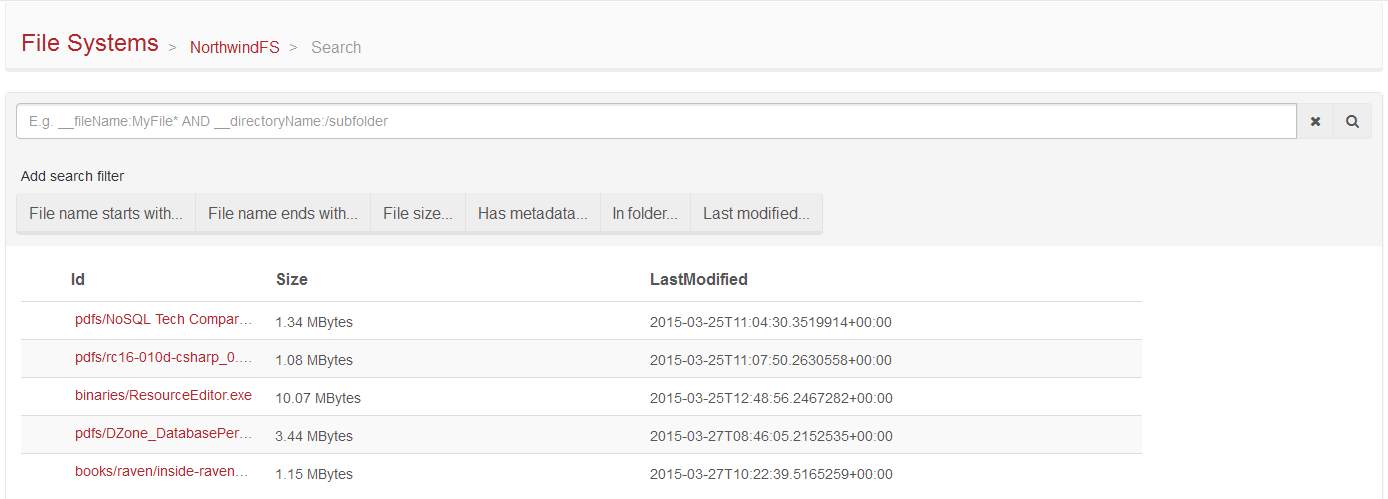 File Systems > NorthwindFS > Search
E.g. __fileName:MyFile* AND __directoryName:/subfolder
Add search filter
File name starts with... File name ends with... File size... Has metadata... In folder... Last modified...
Id Size LastModified
pdfs/NoSQL Tech Compar... 1.34 MBytes 2015-03-25T11:04:30.3519914+00:00
pdfs/rc16-010d-csharp_0.... 1.08 MBytes 2015-03-25T11:07:50.2630558+00:00
binaries/ResourceEditor.exe 10.07 MBytes 2015-03-25T12:48:56.2467282+00:00
pdfs/DZone_DatabasePer... 3.44 MBytes 2015-03-27T08:46:05.2152535+00:00
books/raven/inside-raven... 1.15 MBytes 2015-03-27T10:22:39.5165259+00:00